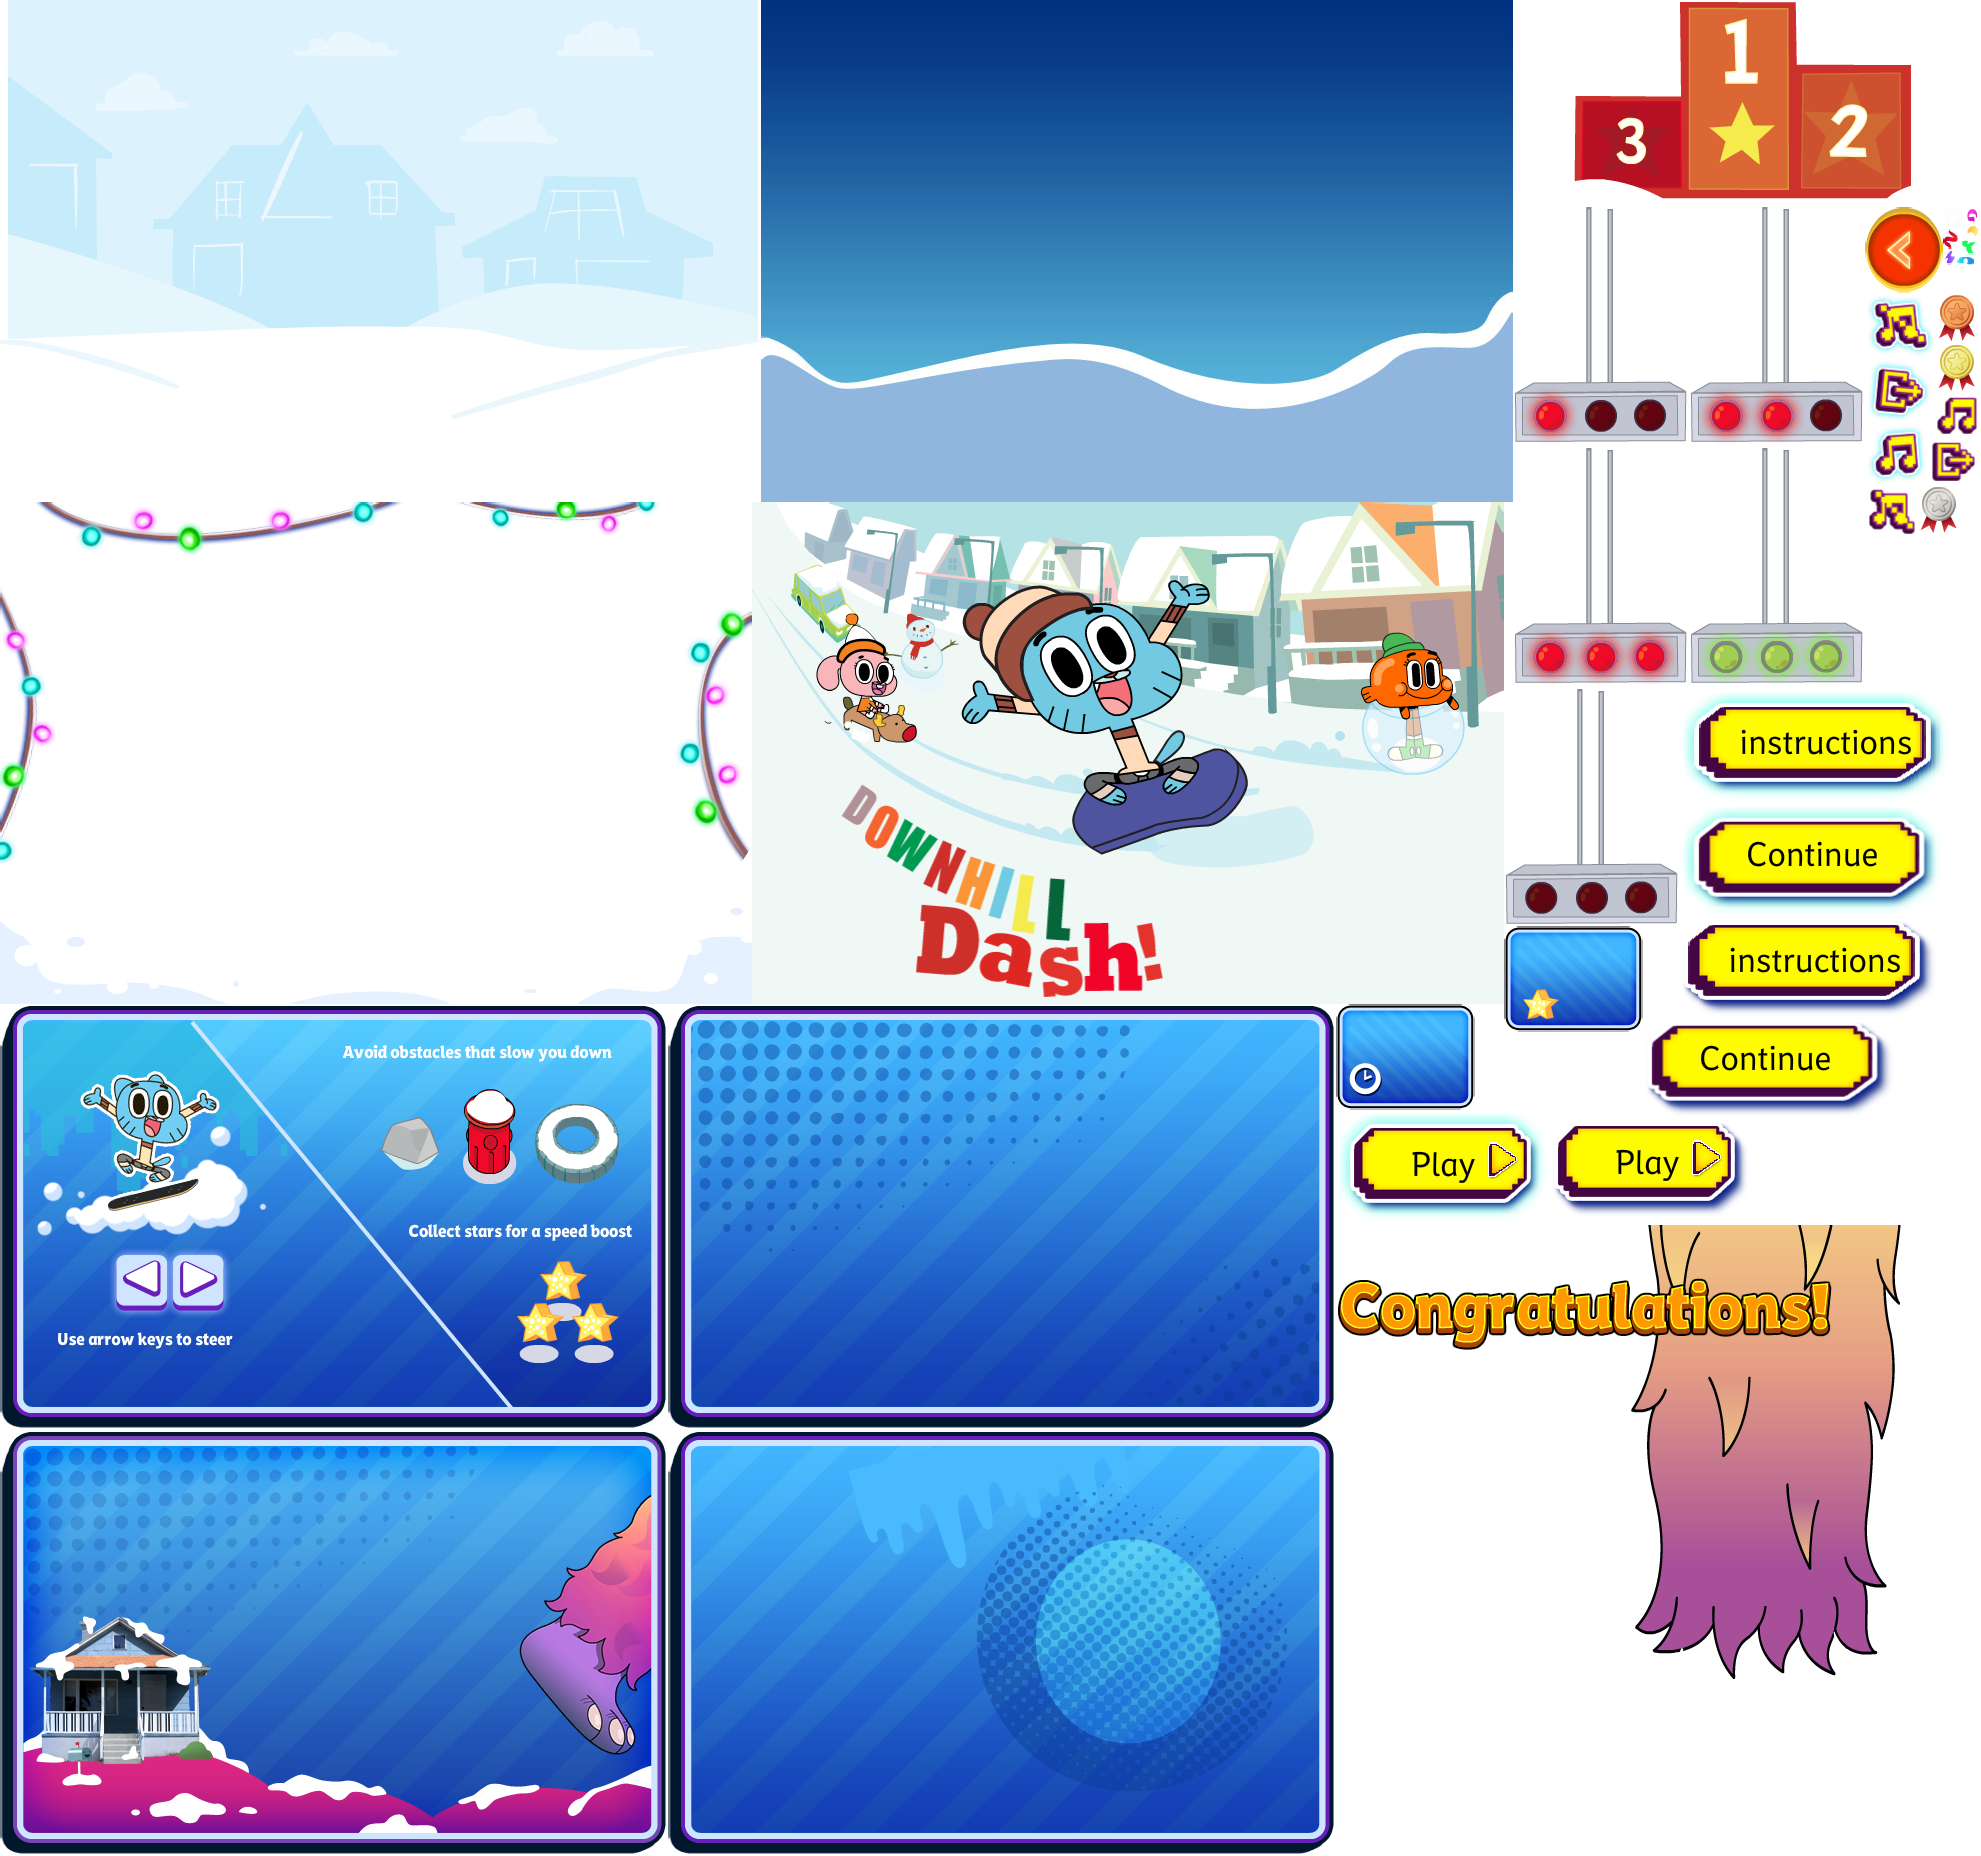 1
3
2
DOWNHILL
Dash!
instructions
Continue
instructions
Continue
Play
Play
Avoid obstacles that slow you down
Collect stars for a speed boost
Use arrow keys to steer
Congratulations!